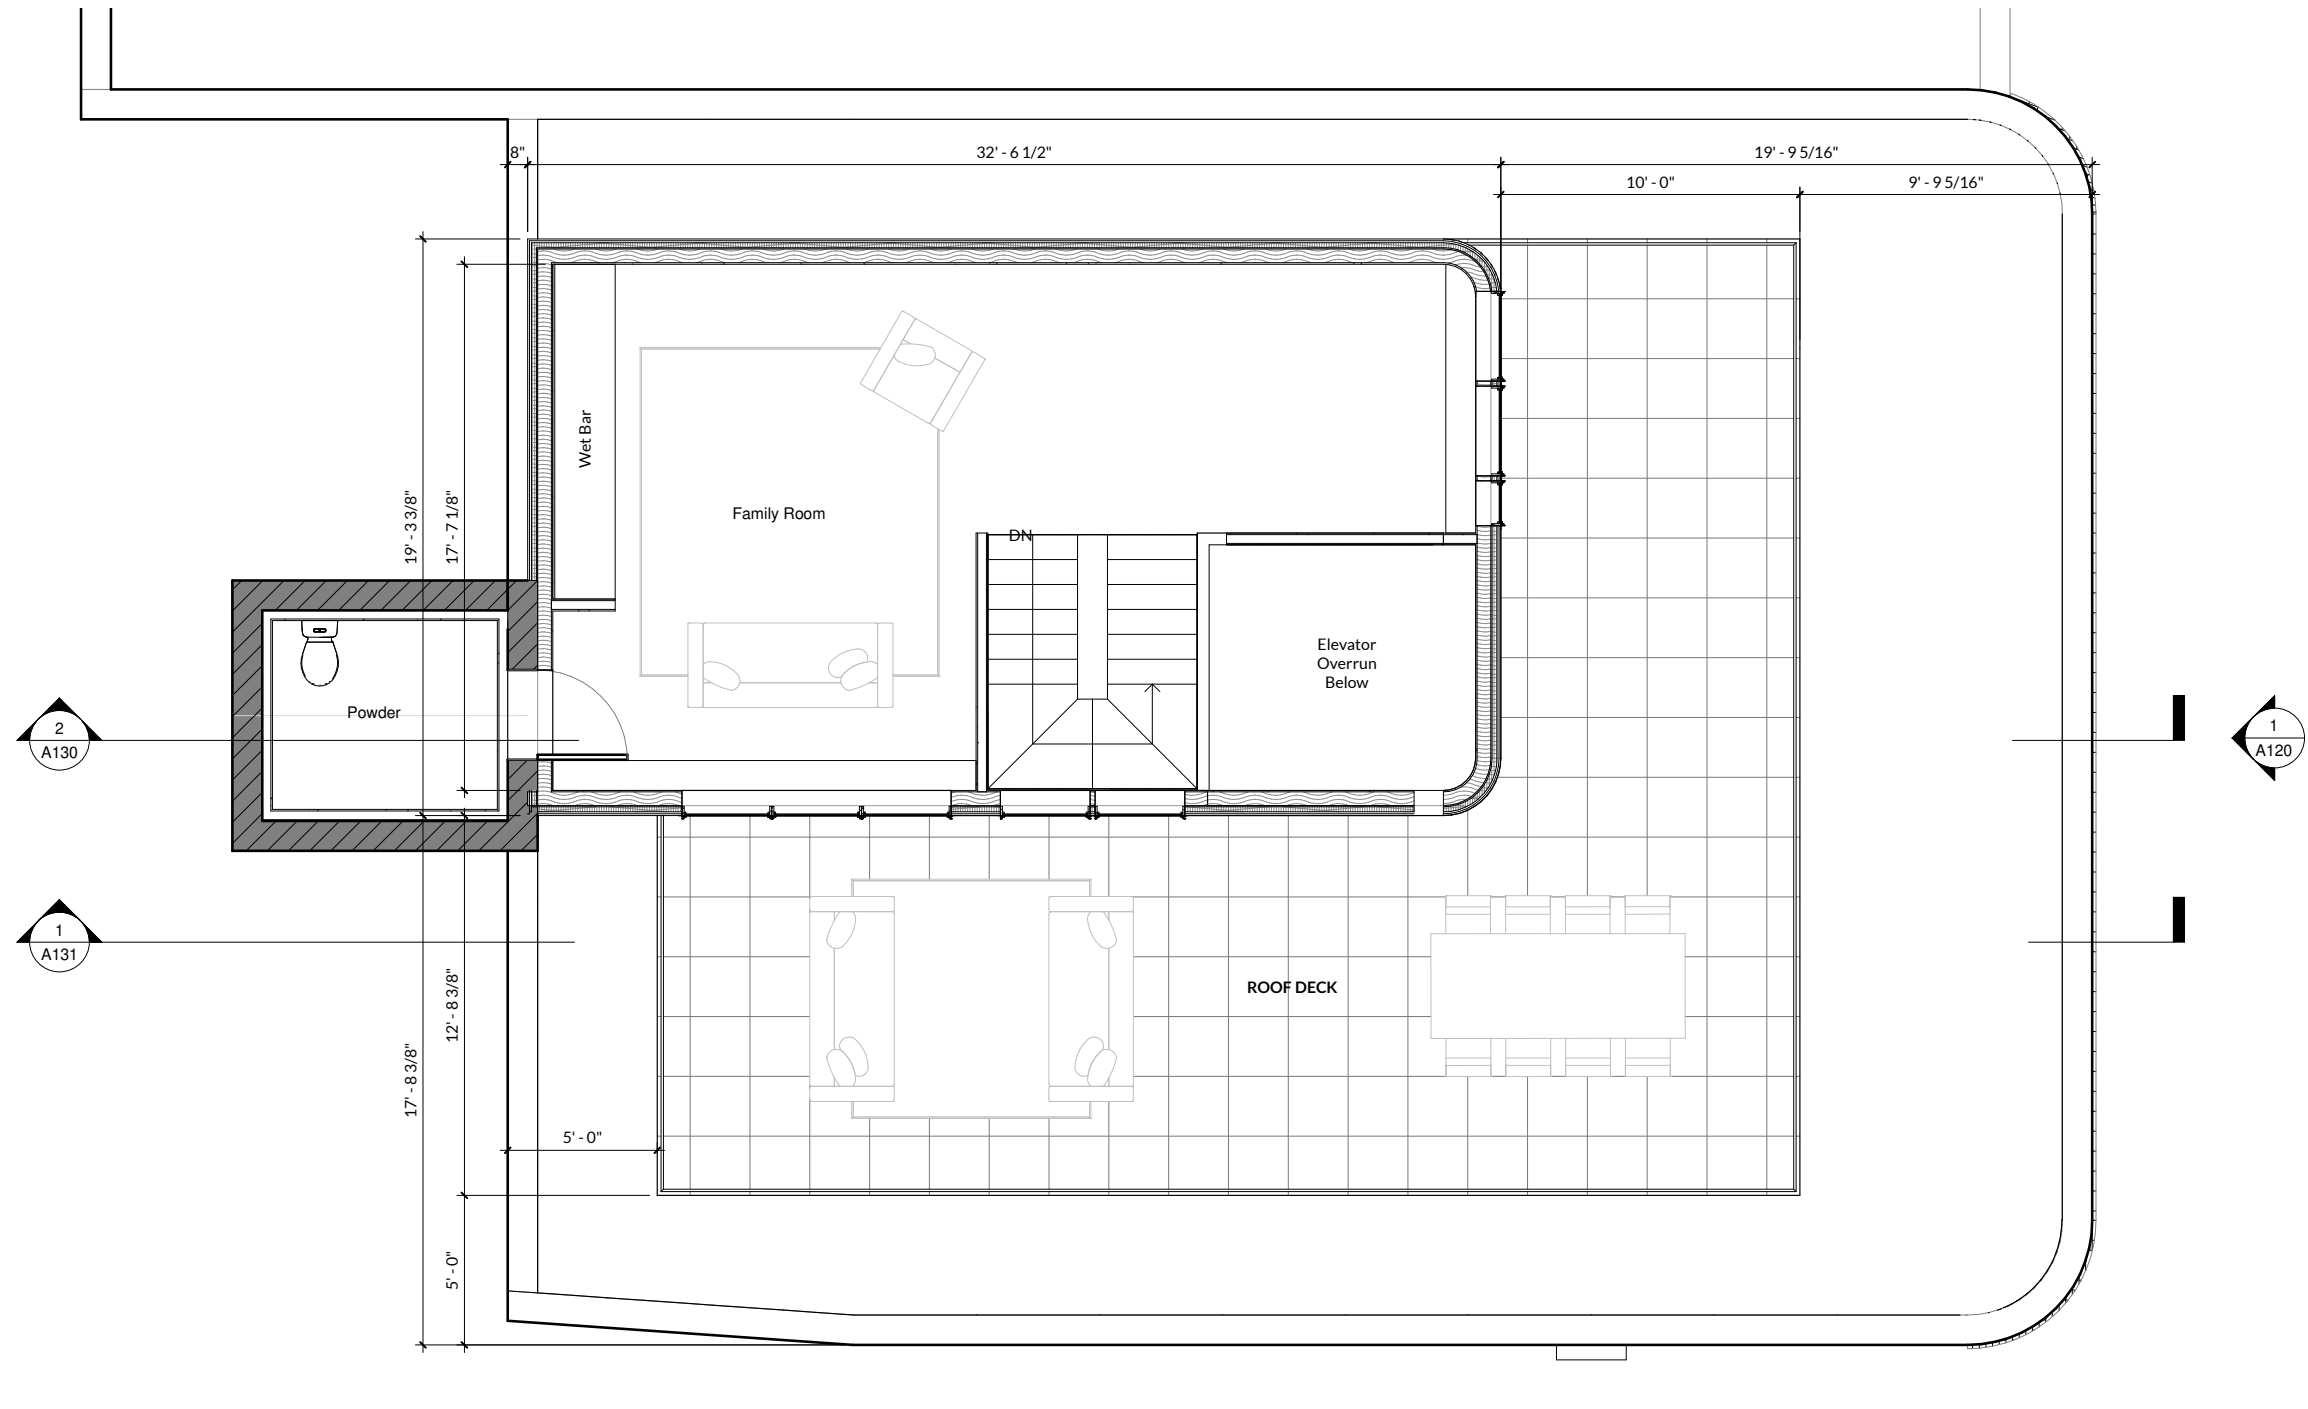 8"
32' - 6 1/2"
19' - 9 5/16"
10' - 0"
9' - 9 5/16"
19' - 3 3/8"
17' - 7 1/8"
Wet Bar
Family Room
DN
Elevator
Overrun
Below
Powder
2
A130
1
A120
1
A131
12' - 8 3/8"
17' - 8 3/8"
ROOF DECK
5' - 0"
5' - 0"